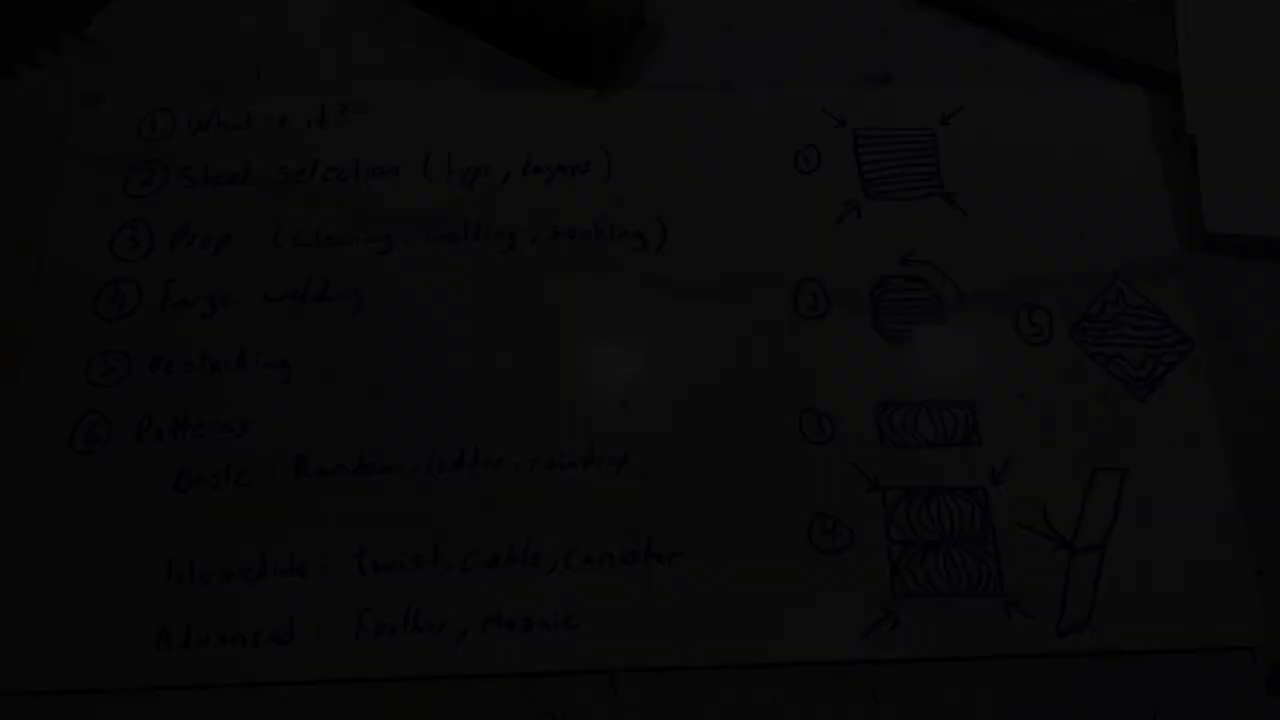 ① What is it?
② Steel selection (type, layers)
③ Prep (Cleaning, welding, soaking)
④ Forge welding
⑤ Restacking
⑥ Patterns
Basic : Random, ladder, raindrop
Intermediate : twist, Cable, Canister
Advanced : Feather, Mosaic
①
②
⑤
③
④